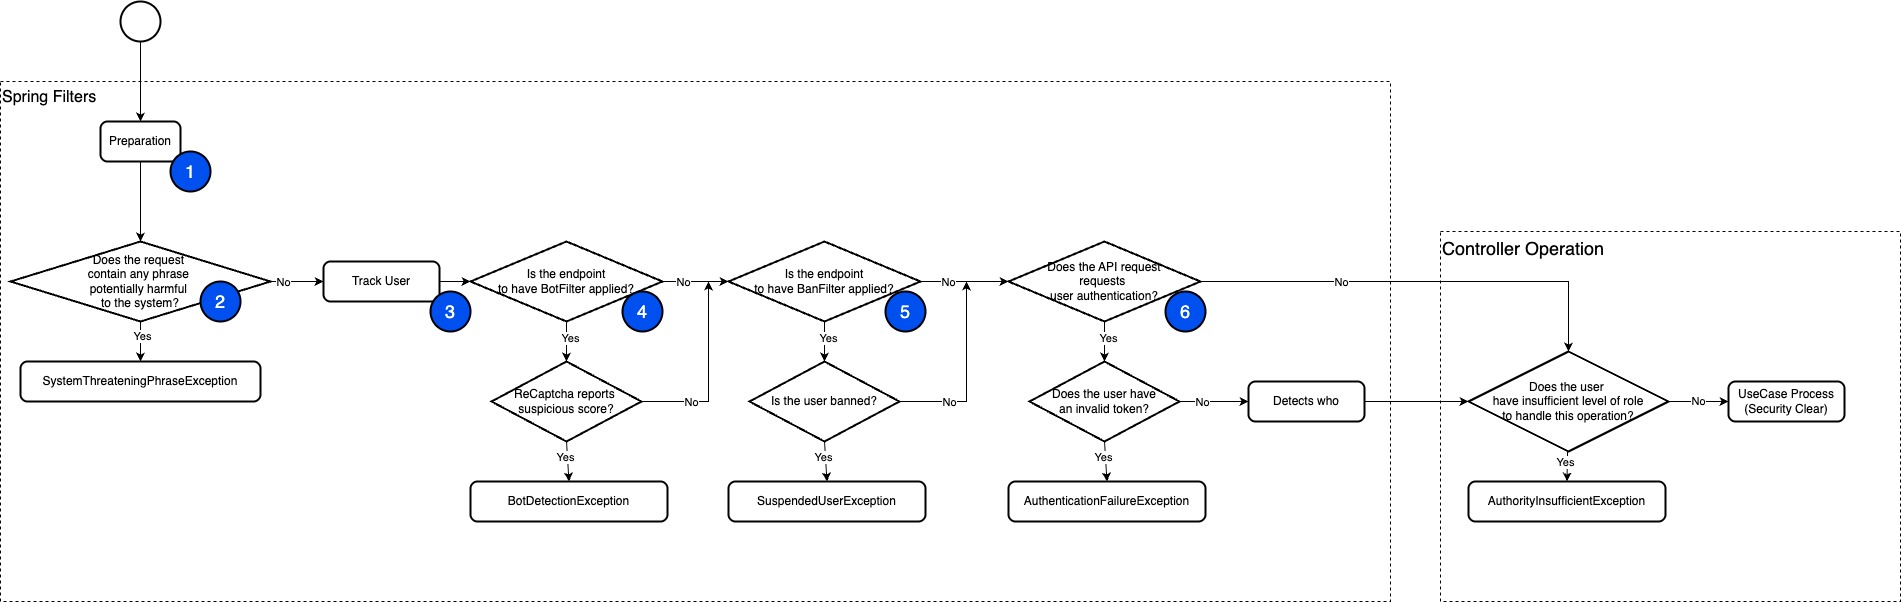 Spring Filters
Preparation
1
Does the request
contain any phrase
potentially harmful
to the system?
2
No
Yes
SystemThreateningPhraseException
Track User
3
Is the endpoint
to have BotFilter applied?
4
No
Yes
ReCaptcha reports
suspicious score?
No
Yes
BotDetectionException
Is the endpoint
to have BanFilter applied?
5
No
Yes
Is the user banned?
No
Yes
SuspendedUserException
Does the API request
requests
user authentication?
6
No
Yes
Does the user have
an invalid token?
No
Yes
AuthenticationFailureException
Detects who
Controller Operation
Does the user
have insufficient level of role
to handle this operation?
No
Yes
AuthorityInsufficientException
UseCase Process
(Security Clear)